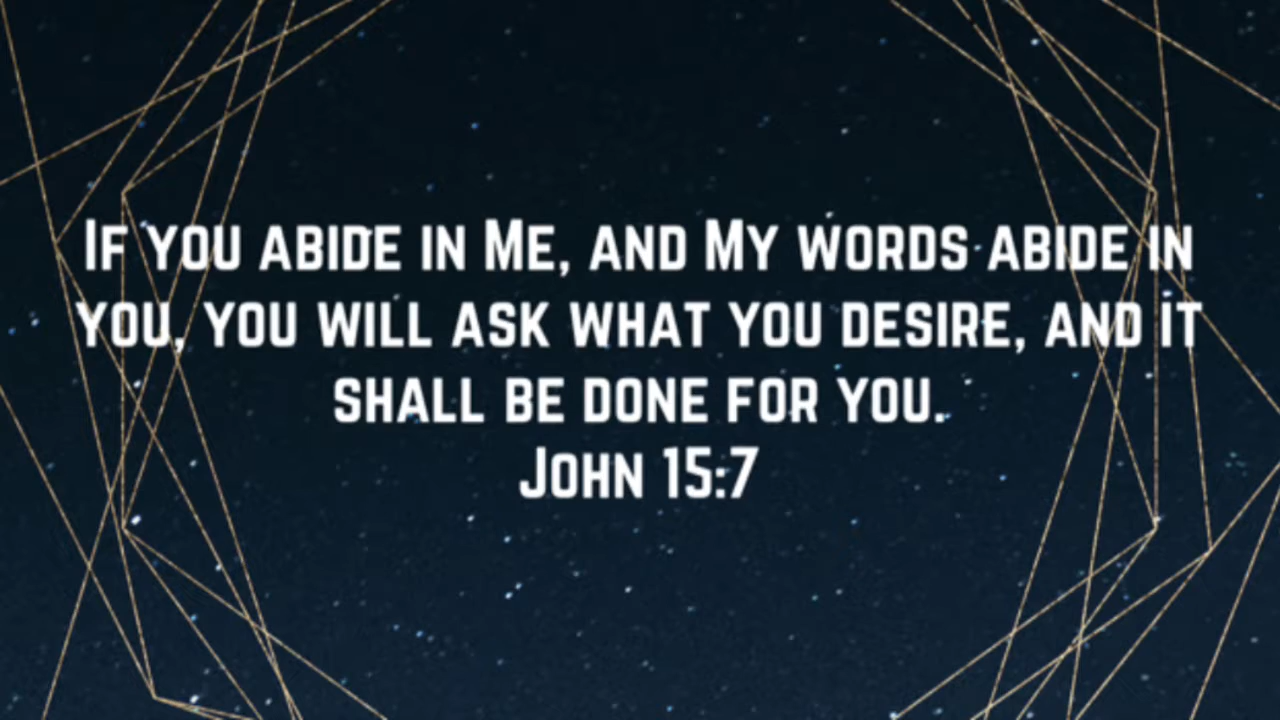 If you abide in Me, and My words abide in
you, you will ask what you desire, and it
shall be done for you.
John 15:7